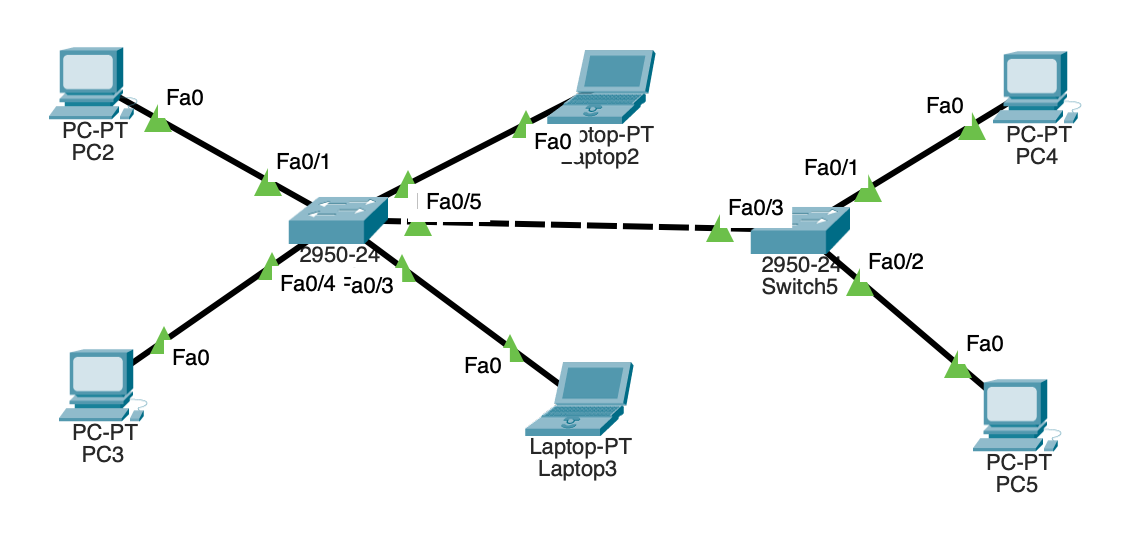 Fa0
PC-PT
PC2
Fa0/1
Fa0
Laptop2
Fa0/5
2950-24
Fa0/4
Fa0/3
Fa0
PC-PT
PC3
Fa0
Laptop-PT
Laptop3
Fa0
PC-PT
PC4
Fa0/1
Fa0/3
2950-24
Switch5
Fa0/2
Fa0
PC-PT
PC5